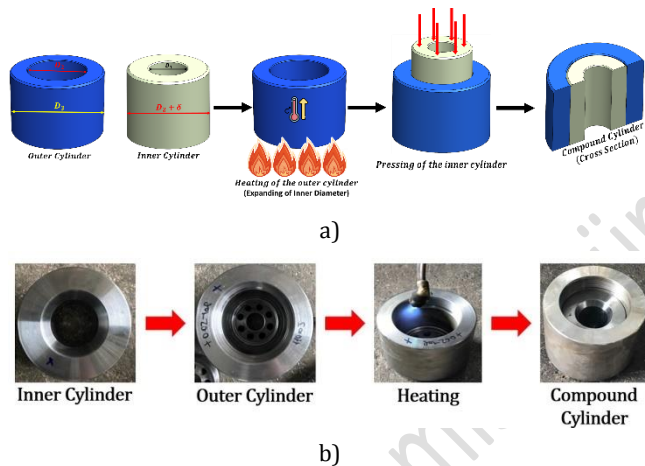 D₁
D₃
D₂ + δ
Outer Cylinder
Inner Cylinder
Heating of the outer cylinder
(Expanding of Inner Diameter)
Pressing of the inner cylinder
Compound Cylinder
(Cross Section)
a)
Inner Cylinder
Outer Cylinder
Heating
Compound
Cylinder
b)